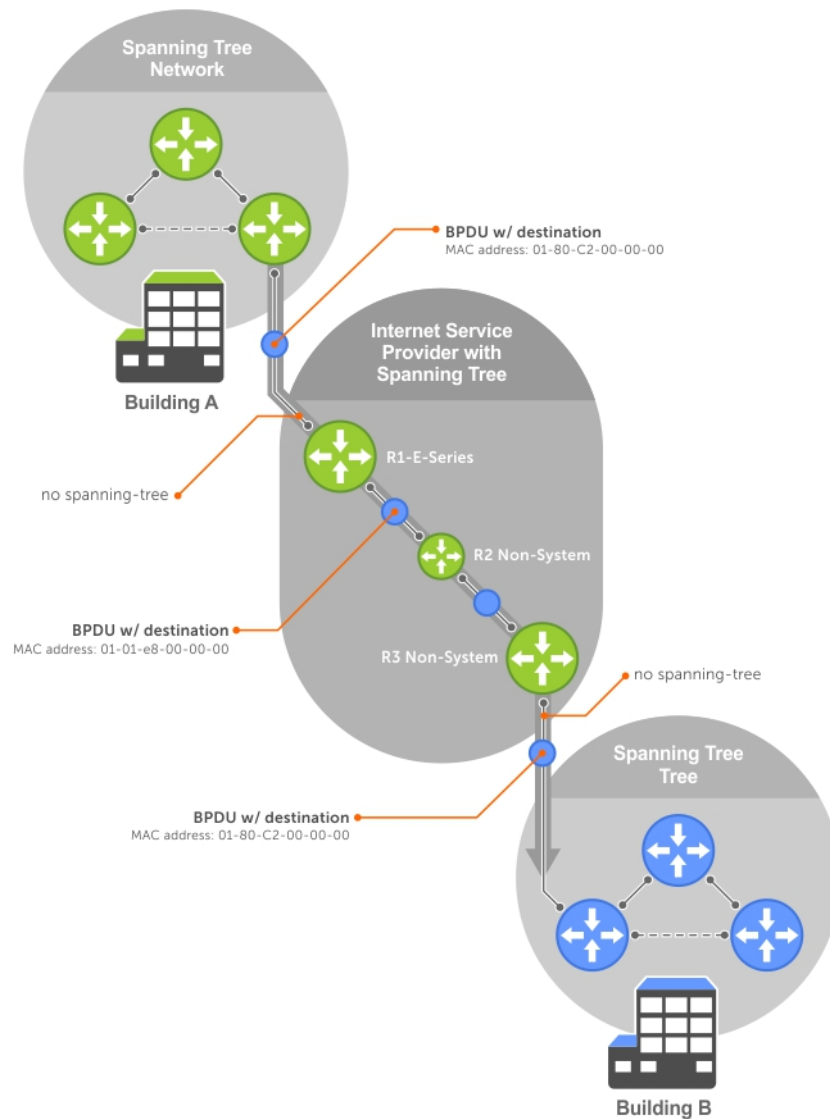 Spanning Tree
Network
BPDU w/ destination
MAC address: 01-80-C2-00-00-00
Internet Service
Provider with
Spanning Tree
Building A
R1-E-Series
no spanning-tree
R2 Non-System
BPDU w/ destination
MAC address: 01-01-e8-00-00-00
R3 Non-System
no spanning-tree
Spanning Tree
Tree
BPDU w/ destination
MAC address: 01-80-C2-00-00-00
Building B